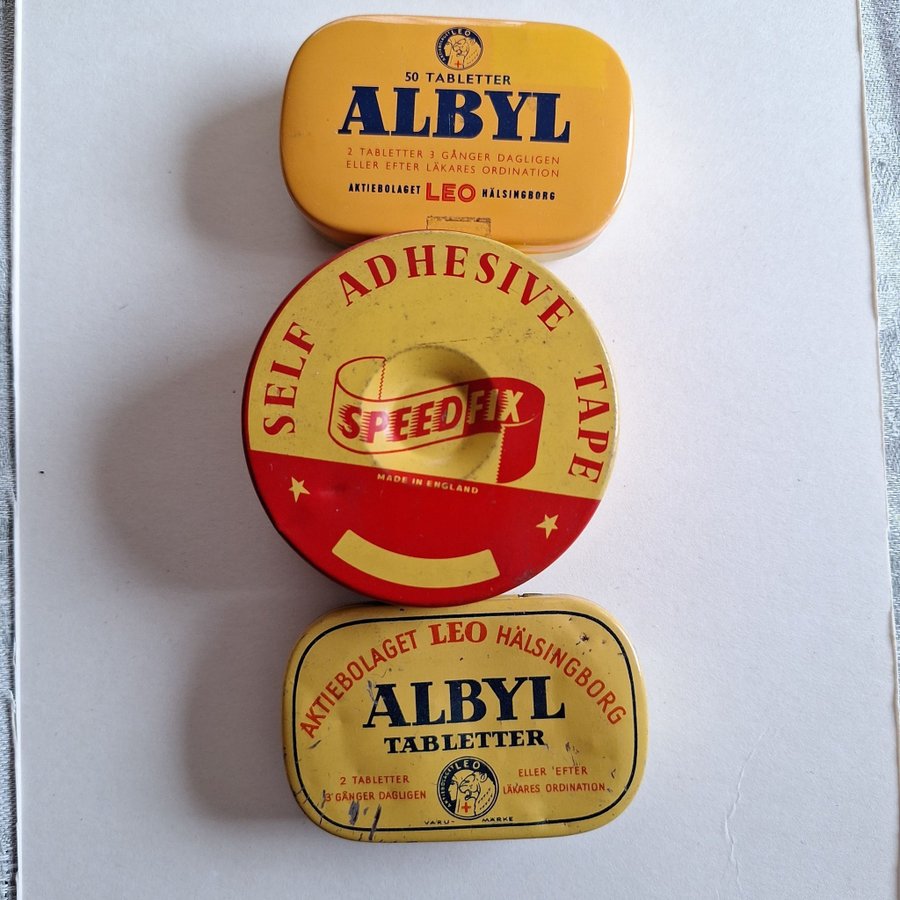 AKTIEBOLAGET LEO
50 TABLETTER
ALBYL
2 TABLETTER 3 GÅNGER DAGLIGEN
ELLER EFTER LÄKARES ORDINATION
AKTIEBOLAGET LEO HÄLSINGBORG
SELF ADHESIVE TAPE
SPEEDFIX
MADE IN ENGLAND
AKTIEBOLAGET LEO HÄLSINGBORG
ALBYL
TABLETTER
2 TABLETTER
3 GÅNGER DAGLIGEN
ELLER EFTER
LÄKARES ORDINATION
AKTIEBOLAGET LEO
VARU- MÄRKE